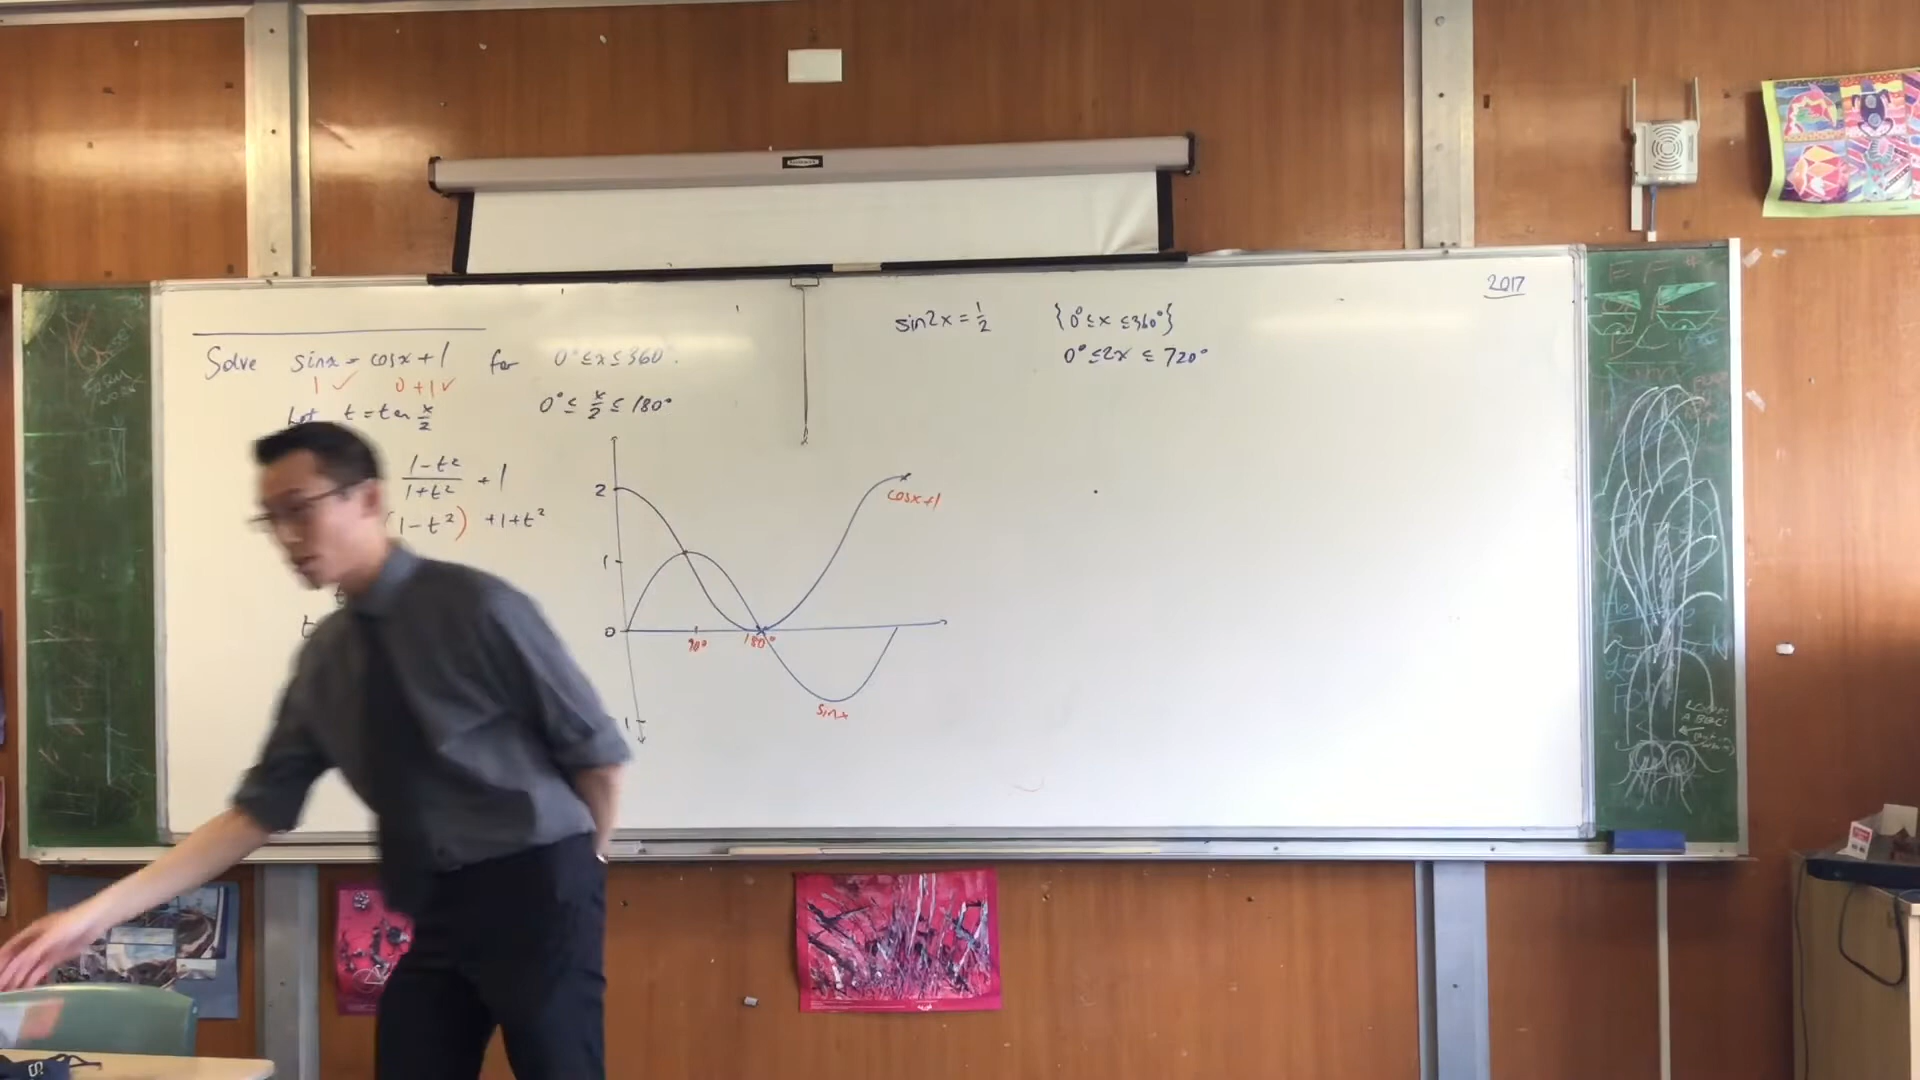 2017
Solve sinx = cosx + 1 for 0° ≤ x ≤ 360°.
1 ✓ 0 + 1 ✓
Let t = tan x/2 0° ≤ x/2 ≤ 180°
1-t²/1+t² + 1
(1-t²) + 1+t²
t
sin2x = 1/2 {0° ≤ x ≤ 360°}
0° ≤ 2x ≤ 720°
2
1
0
90° 180°
1
cosx+1
sinx